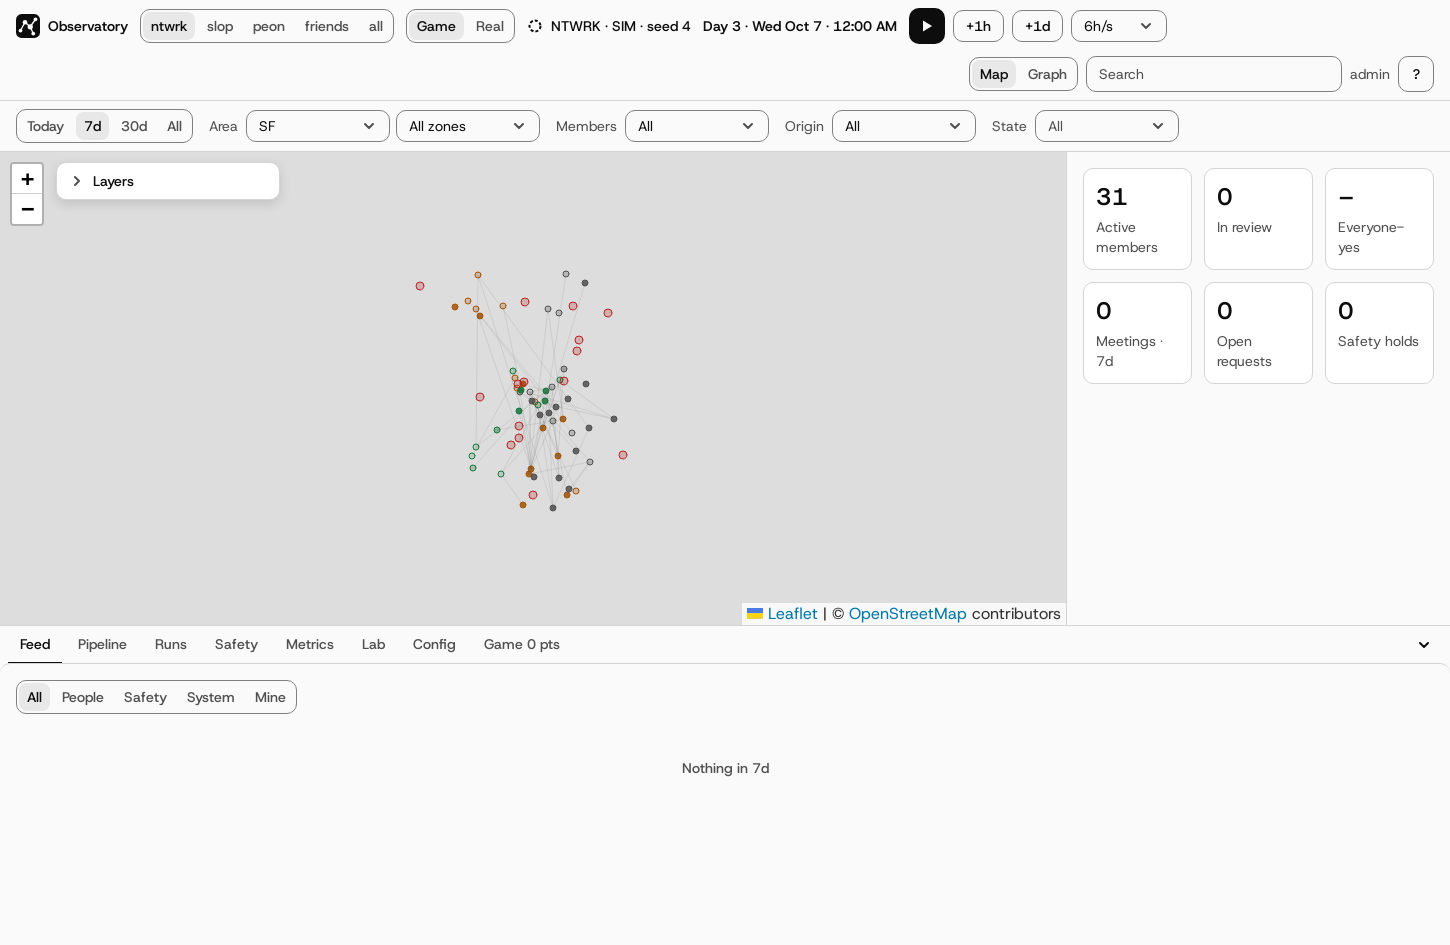 Observatory ntwrk slop peon friends all Game Real NTWRK · SIM · seed 4 Day 3 · Wed Oct 7 · 12:00 AM +1h +1d 6h/s
Map Graph Search admin ?
Today 7d 30d All Area SF All zones Members All Origin All State All
+
−
Layers
31
Active
members
0
In review
–
Everyone-
yes
0
Meetings ·
7d
0
Open
requests
0
Safety holds
Leaflet | © OpenStreetMap contributors
Feed Pipeline Runs Safety Metrics Lab Config Game 0 pts
All People Safety System Mine
Nothing in 7d